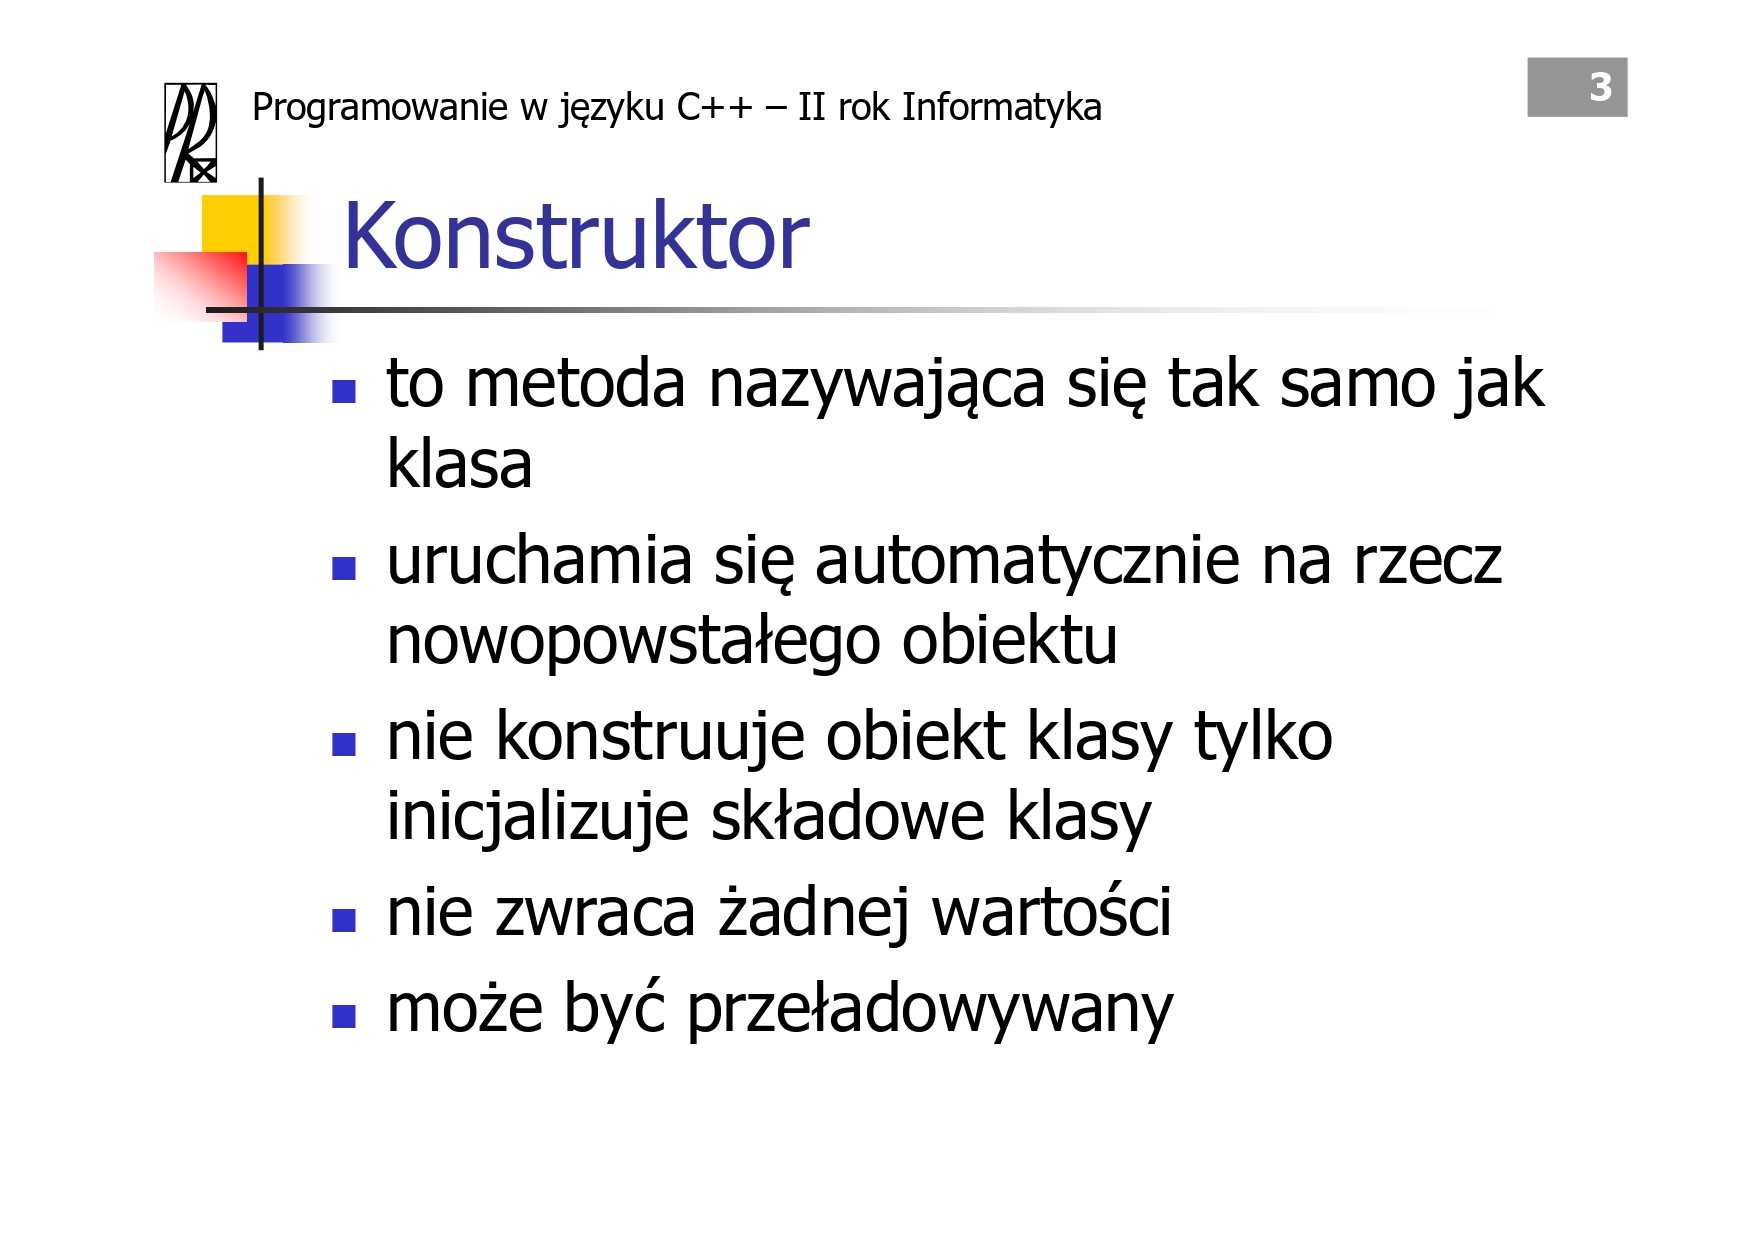 Programowanie w języku C++ – II rok Informatyka
3
Konstruktor
to metoda nazywająca się tak samo jak
klasa
uruchamia się automatycznie na rzecz
nowopowstałego obiektu
nie konstruuje obiekt klasy tylko
inicjalizuje składowe klasy
nie zwraca żadnej wartości
może być przeładowywany